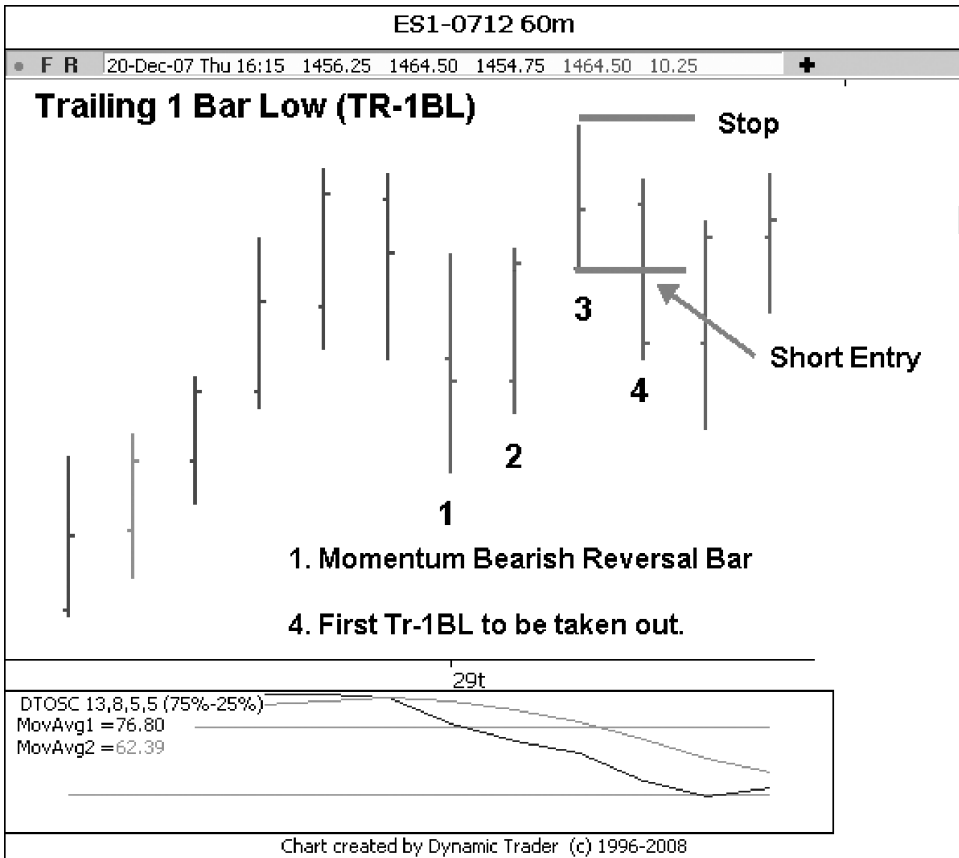 ES1-0712 60m
F R 20-Dec-07 Thu 16:15 1456.25 1464.50 1454.75 1464.50 10.25
Trailing 1 Bar Low (TR-1BL)
Stop
3
Short Entry
4
2
1
1. Momentum Bearish Reversal Bar
4. First Tr-1BL to be taken out.
29t
DTOSC 13,8,5,5 (75%-25%)
MovAvg1 =76.80
MovAvg2 =62.39
Chart created by Dynamic Trader (c) 1996-2008